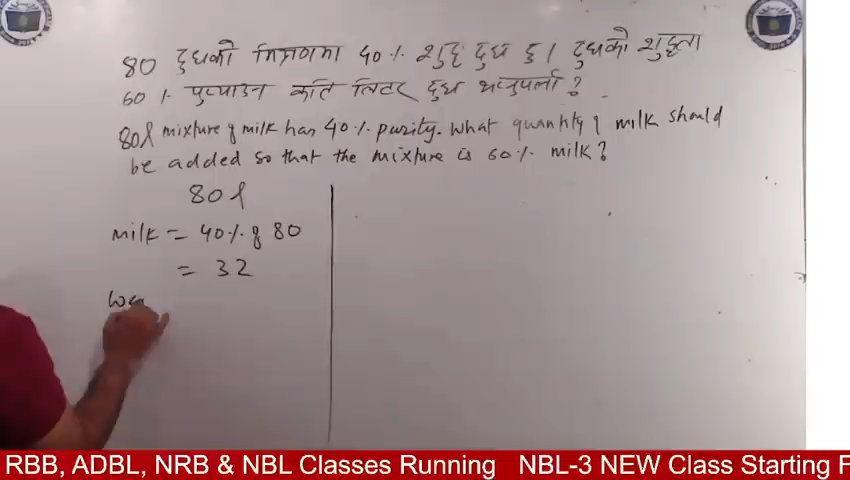 80 दुधको मिश्रणमा 40% शुद्ध दुध छ। दुधको शुद्धता
60% पुर्‍याउन कति लिटर दुध थप्नुपर्ला?
80l mixture of milk has 40% purity. What quantity of milk should
be added so that the mixture is 60% milk?
80l
milk = 40% of 80
= 32
RBB, ADBL, NRB & NBL Classes Running NBL-3 NEW Class Starting F